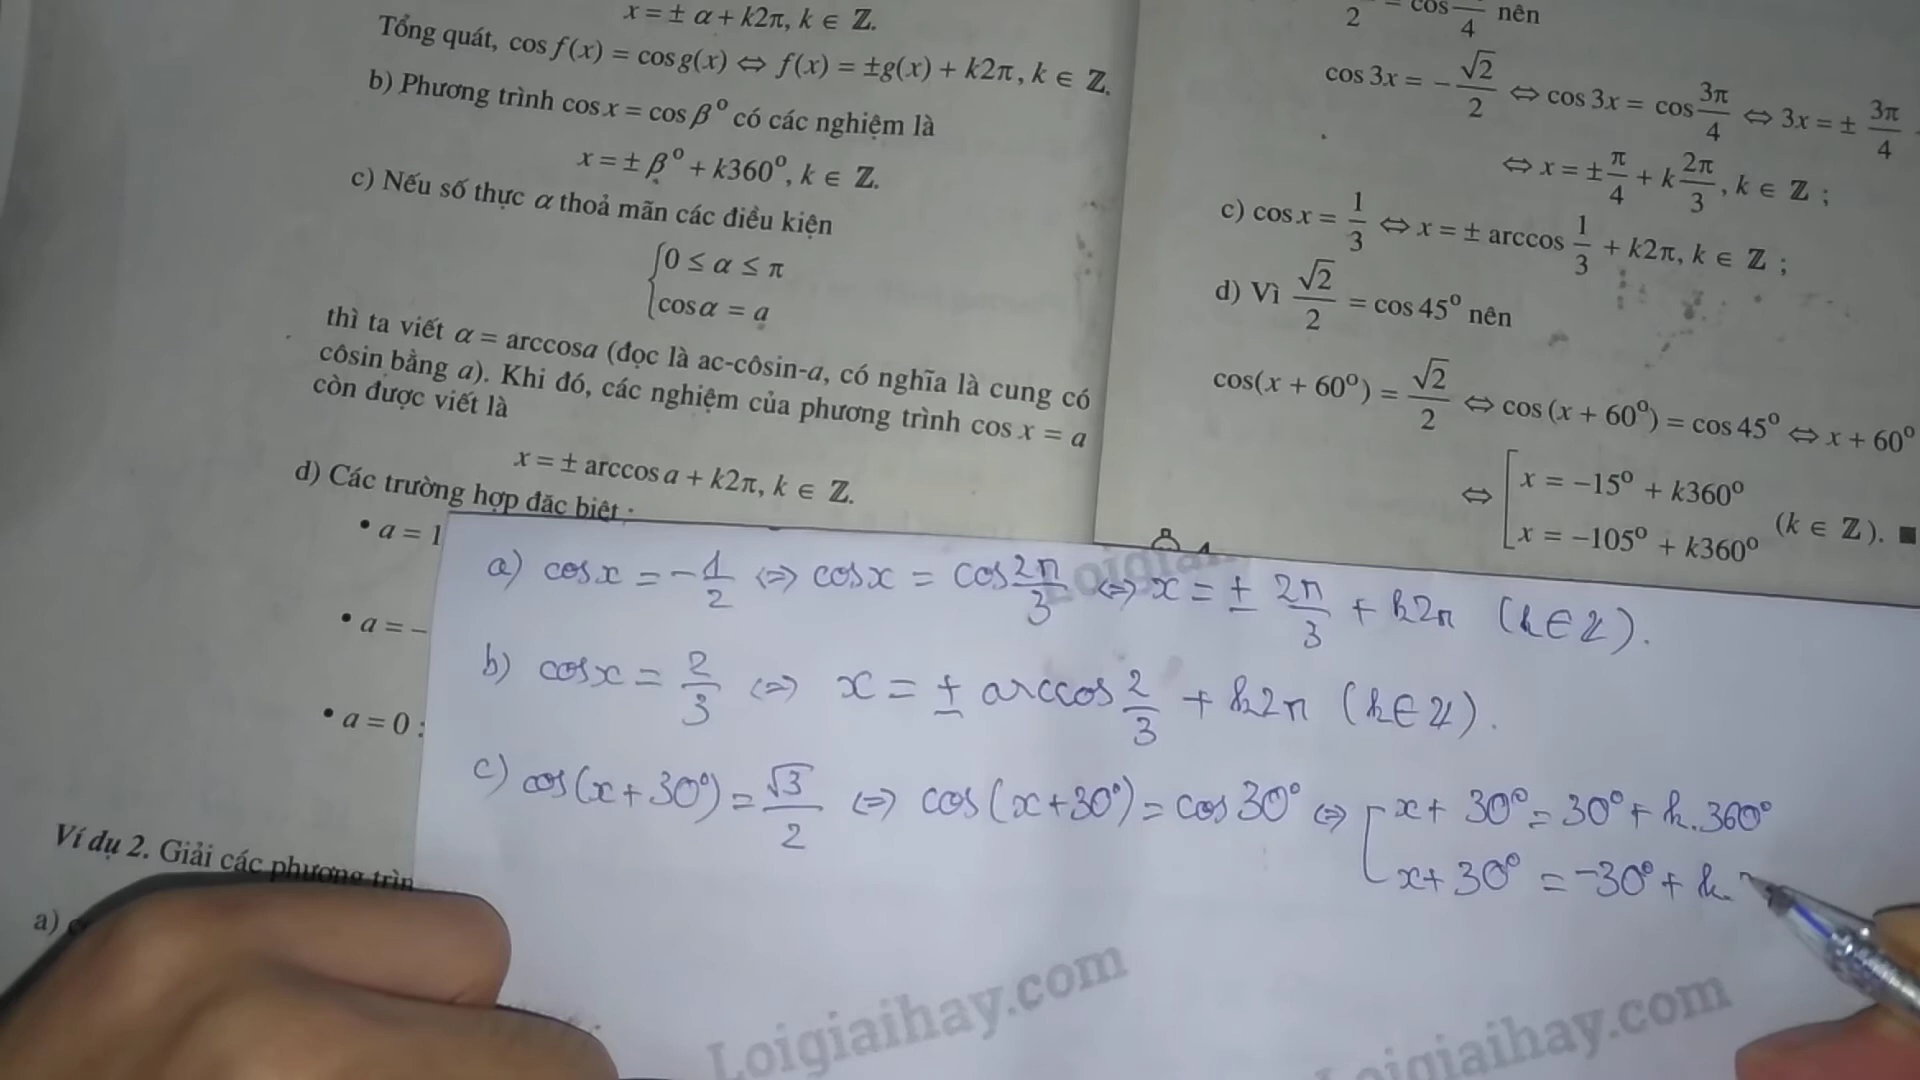 x = ± α + k2π, k ∈ ℤ.
Tổng quát, cos f(x) = cos g(x) ⇔ f(x) = ±g(x) + k2π, k ∈ ℤ.
b) Phương trình cos x = cos β° có các nghiệm là
x = ± β° + k360°, k ∈ ℤ.
c) Nếu số thực α thoả mãn các điều kiện
{0 ≤ α ≤ π
cos α = a
thì ta viết α = arccosa (đọc là ac-côsin-a, có nghĩa là cung có
côsin bằng a). Khi đó, các nghiệm của phương trình cos x = a
còn được viết là
x = ± arccos a + k2π, k ∈ ℤ.
d) Các trường hợp đặc biệt :
• a = 1
• a = −
• a = 0 :
Ví dụ 2. Giải các phương trìn
a)
2 = cos /4 nên
cos 3x = −√2/2 ⇔ cos 3x = cos 3π/4 ⇔ 3x = ± 3π/4
⇔ x = ± π/4 + k 2π/3, k ∈ ℤ ;
c) cos x = 1/3 ⇔ x = ± arccos 1/3 + k2π, k ∈ ℤ ;
d) Vì √2/2 = cos 45° nên
cos(x + 60°) = √2/2 ⇔ cos (x + 60°) = cos 45° ⇔ x + 60°
⇔ [x = −15° + k360°
x = −105° + k360° (k ∈ ℤ). ■
a) cosx = −1/2 ⇔ cosx = cos 2π/3 ⇔ x = ± 2π/3 + k2π (k∈ℤ).
b) cosx = 2/3 ⇔ x = ± arccos 2/3 + k2π (k∈ℤ).
c) cos(x+30°) = √3/2 ⇔ cos(x+30°) = cos 30° ⇔ [x + 30° = 30° + k.360°
x + 30° = −30° + k.
Loigiaihay.com
Loigiaihay.com